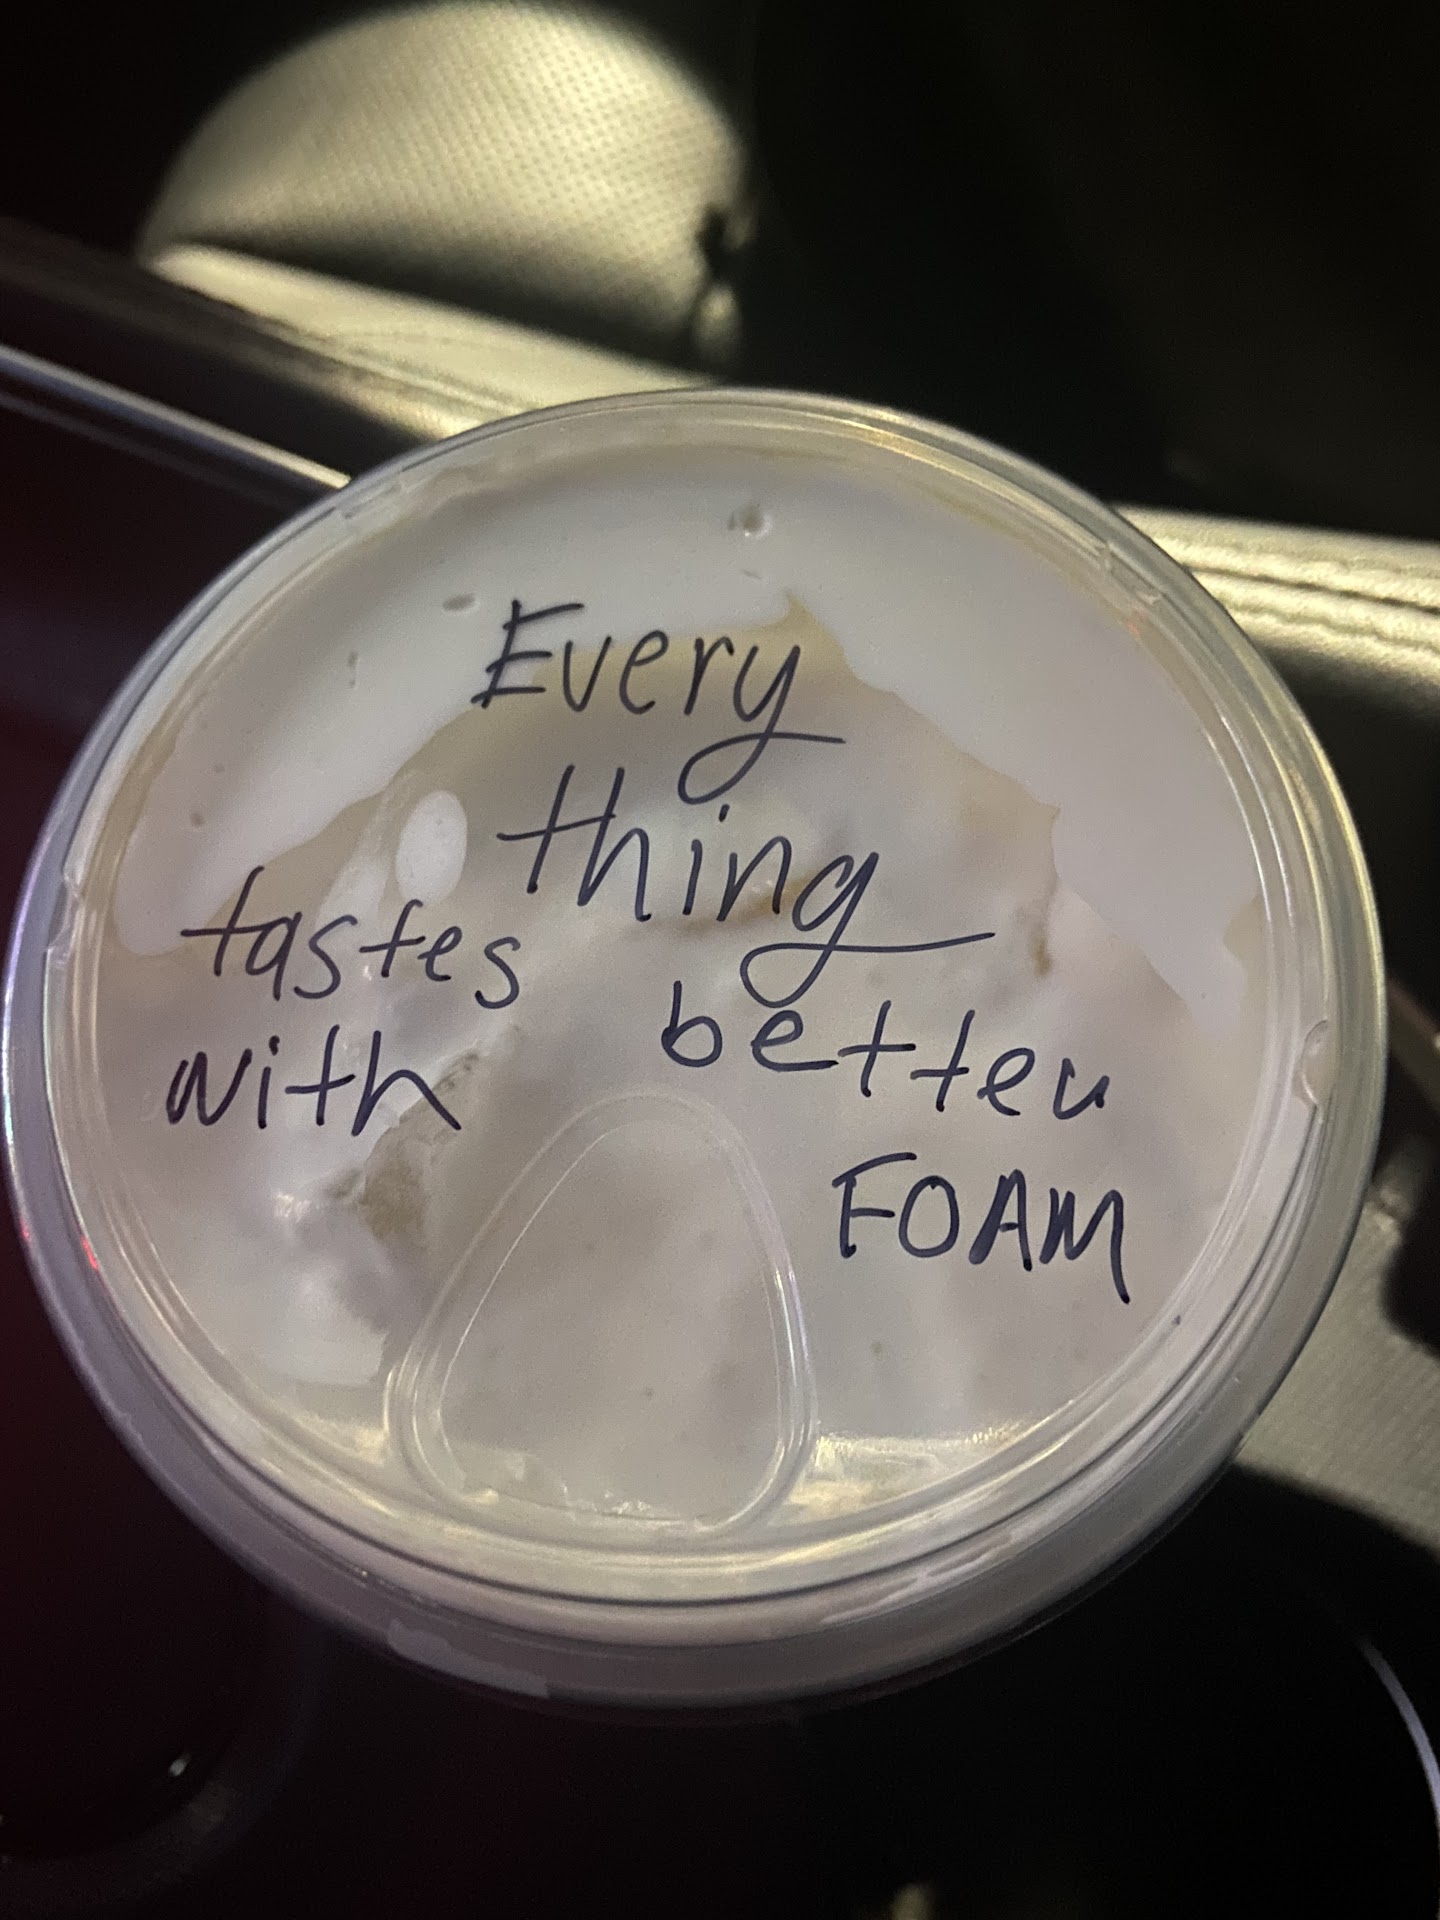 Every
thing
tastes better
with FOAM